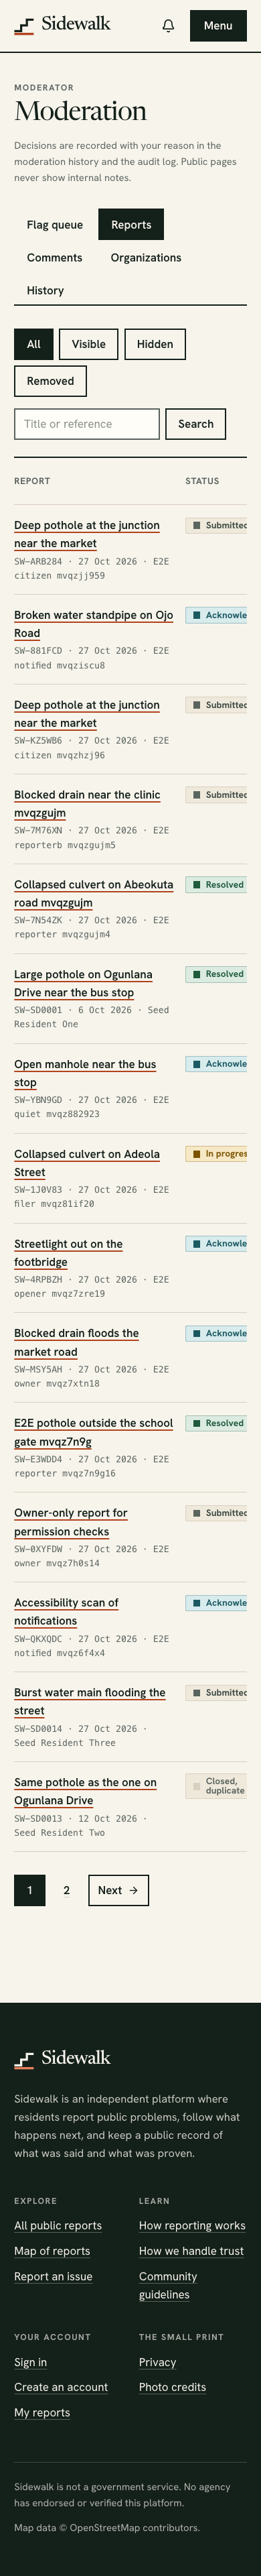 Sidewalk
Menu
MODERATOR
Moderation
Decisions are recorded with your reason in the
moderation history and the audit log. Public pages
never show internal notes.
Flag queue
Reports
Comments
Organizations
History
All
Visible
Hidden
Removed
Title or reference
Search
REPORT
STATUS
Deep pothole at the junction
near the market
SW-ARB284 · 27 Oct 2026 · E2E
citizen mvqzjj959
Submitted
Broken water standpipe on Ojo
Road
SW-881FCD · 27 Oct 2026 · E2E
notified mvqziscu8
Acknowle
Deep pothole at the junction
near the market
SW-KZ5WB6 · 27 Oct 2026 · E2E
citizen mvqzhzj96
Submitted
Blocked drain near the clinic
mvqzgujm
SW-7M76XN · 27 Oct 2026 · E2E
reporterb mvqzgujm5
Submitted
Collapsed culvert on Abeokuta
road mvqzgujm
SW-7N54ZK · 27 Oct 2026 · E2E
reporter mvqzgujm4
Resolved
Large pothole on Ogunlana
Drive near the bus stop
SW-SD0001 · 6 Oct 2026 · Seed
Resident One
Resolved
Open manhole near the bus
stop
SW-YBN9GD · 27 Oct 2026 · E2E
quiet mvqz882923
Acknowle
Collapsed culvert on Adeola
Street
SW-1J0V83 · 27 Oct 2026 · E2E
filer mvqz81if20
In progres
Streetlight out on the
footbridge
SW-4RPBZH · 27 Oct 2026 · E2E
opener mvqz7zre19
Acknowle
Blocked drain floods the
market road
SW-MSY5AH · 27 Oct 2026 · E2E
owner mvqz7xtn18
Acknowle
E2E pothole outside the school
gate mvqz7n9g
SW-E3WDD4 · 27 Oct 2026 · E2E
reporter mvqz7n9g16
Resolved
Owner-only report for
permission checks
SW-0XYFDW · 27 Oct 2026 · E2E
owner mvqz7h0s14
Submitted
Accessibility scan of
notifications
SW-QKXQDC · 27 Oct 2026 · E2E
notified mvqz6f4x4
Acknowle
Burst water main flooding the
street
SW-SD0014 · 27 Oct 2026 ·
Seed Resident Three
Submitted
Same pothole as the one on
Ogunlana Drive
SW-SD0013 · 12 Oct 2026 ·
Seed Resident Two
Closed,
duplicate
1
2
Next →
Sidewalk
Sidewalk is an independent platform where
residents report public problems, follow what
happens next, and keep a public record of
what was said and what was proven.
EXPLORE
All public reports
Map of reports
Report an issue
LEARN
How reporting works
How we handle trust
Community
guidelines
YOUR ACCOUNT
Sign in
Create an account
My reports
THE SMALL PRINT
Privacy
Photo credits
Sidewalk is not a government service. No agency
has endorsed or verified this platform.
Map data © OpenStreetMap contributors.